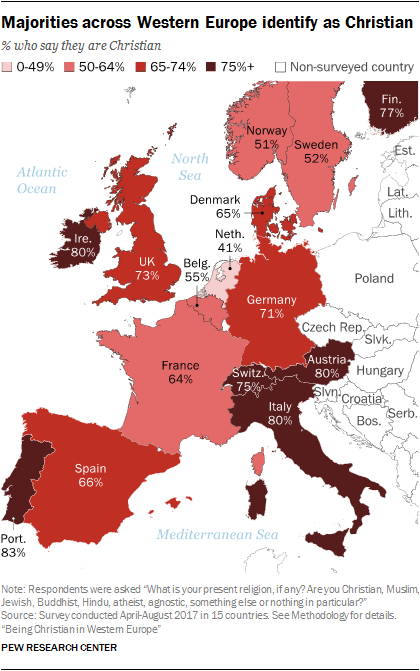 Majorities across Western Europe identify as Christian
% who say they are Christian
0-49% 50-64% 65-74% 75%+ Non-surveyed country
Fin.
77%
Norway
51%
Sweden
52%
North
Sea
Atlantic
Ocean
Est.
Lat.
Lith.
Denmark
65%
Neth.
41%
Ire.
80%
UK
73%
Belg.
55%
Poland
Germany
71%
Czech Rep.
Slvk.
France
64%
Switz.
75%
Austria
80%
Hungary
Slvn.
Croatia
Italy
80%
Bos.
Serb.
Spain
66%
Port.
83%
Mediterranean Sea
Note: Respondents were asked “What is your present religion, if any? Are you Christian, Muslim,
Jewish, Buddhist, Hindu, atheist, agnostic, something else or nothing in particular?”
Source: Survey conducted April-August 2017 in 15 countries. See Methodology for details.
“Being Christian in Western Europe”
PEW RESEARCH CENTER